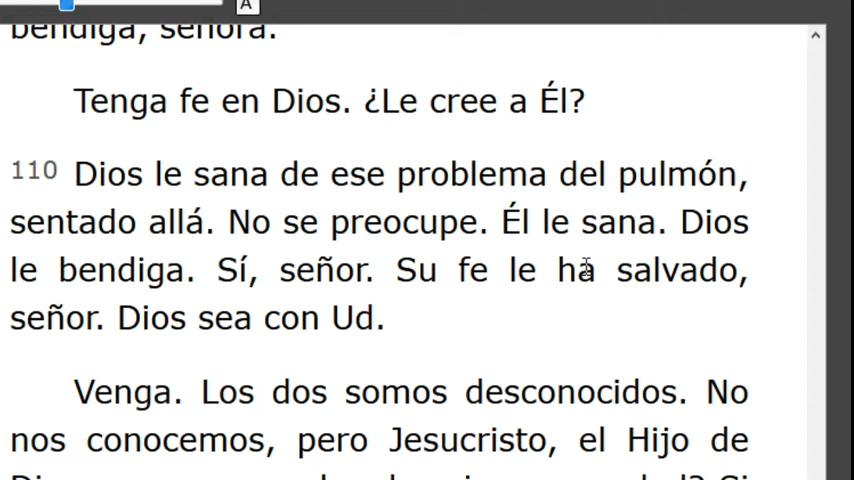 A
bendiga, señora.
Tenga fe en Dios. ¿Le cree a Él?
110 Dios le sana de ese problema del pulmón,
sentado allá. No se preocupe. Él le sana. Dios
le bendiga. Sí, señor. Su fe le ha salvado,
señor. Dios sea con Ud.
Venga. Los dos somos desconocidos. No
nos conocemos, pero Jesucristo, el Hijo de